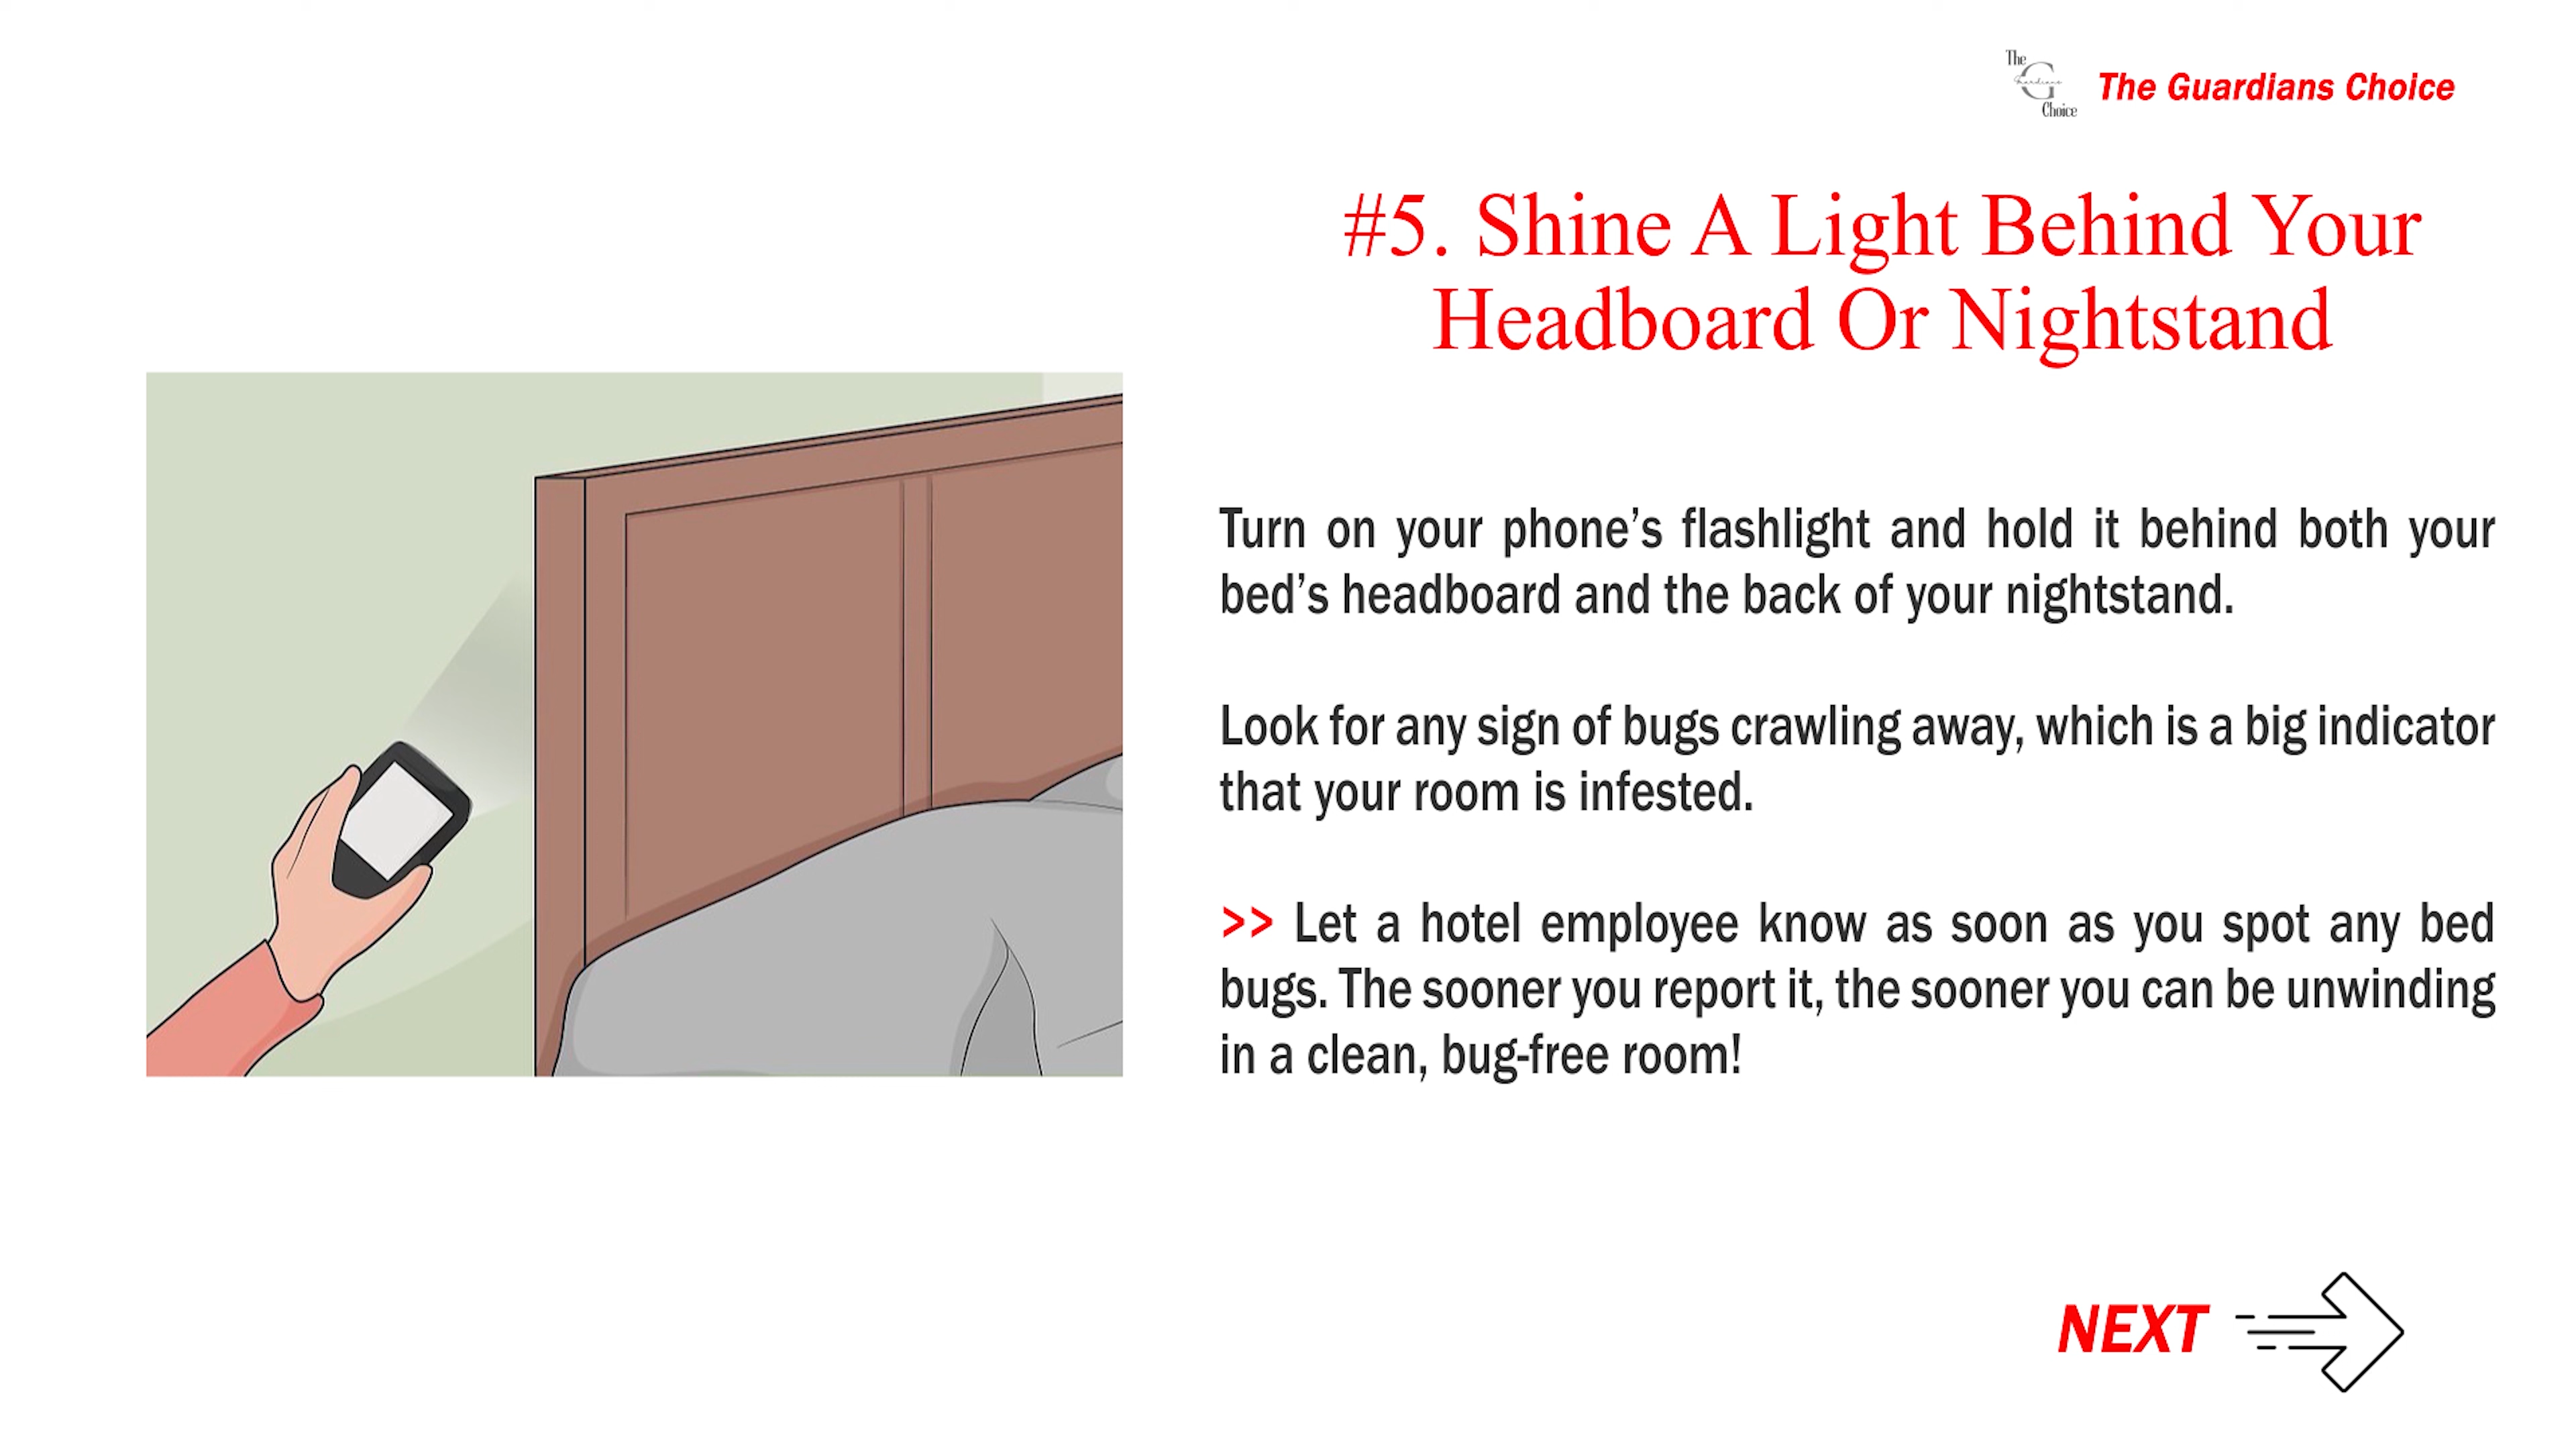 The
Guardians
G
Choice
The Guardians Choice
#5. Shine A Light Behind Your
Headboard Or Nightstand
Turn on your phone’s flashlight and hold it behind both your
bed’s headboard and the back of your nightstand.
Look for any sign of bugs crawling away, which is a big indicator
that your room is infested.
>> Let a hotel employee know as soon as you spot any bed
bugs. The sooner you report it, the sooner you can be unwinding
in a clean, bug-free room!
NEXT